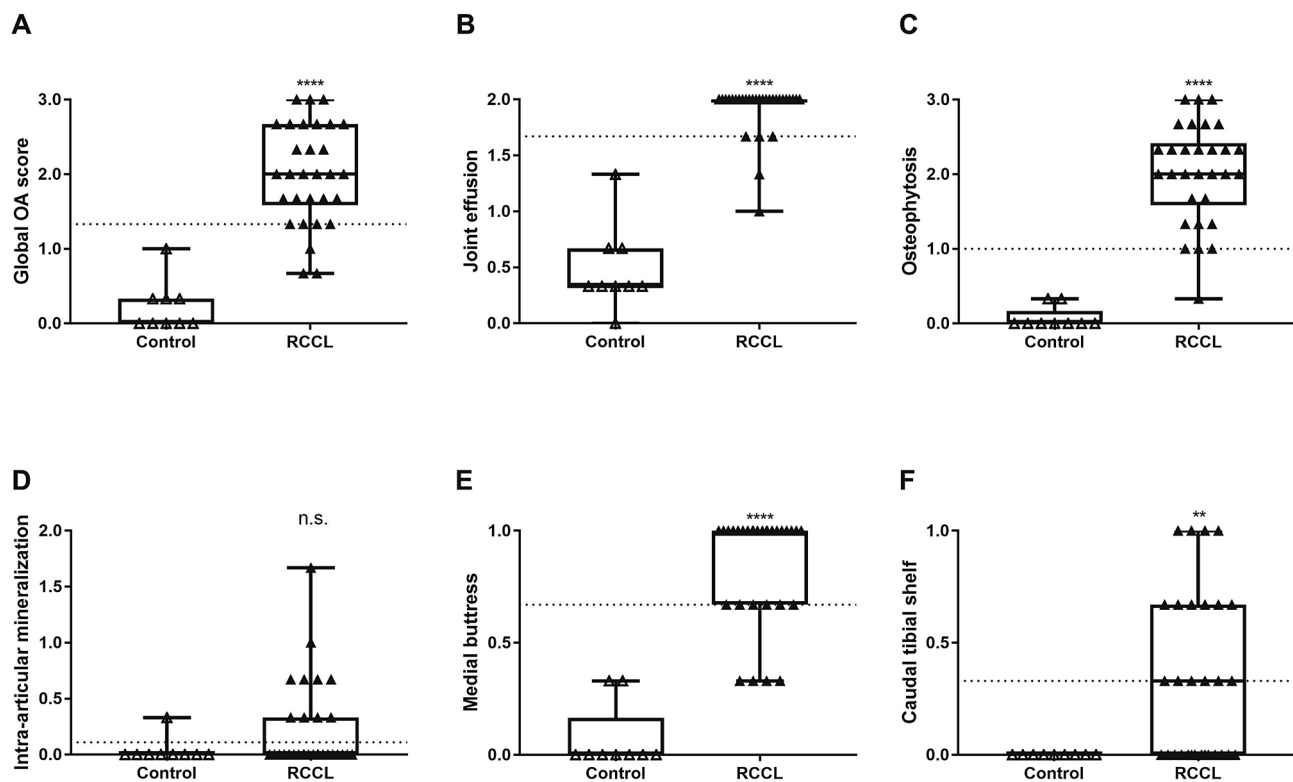 A
Global OA score
3.0
2.0
1.0
0.0
****
Control
RCCL
B
Joint effusion
2.0
1.5
1.0
0.5
0.0
****
Control
RCCL
C
Osteophytosis
3.0
2.0
1.0
0.0
****
Control
RCCL
D
Intra-articular mineralization
2.0
1.5
1.0
0.5
0.0
n.s.
Control
RCCL
E
Medial buttress
1.0
0.5
0.0
****
Control
RCCL
F
Caudal tibial shelf
1.0
0.5
0.0
**
Control
RCCL